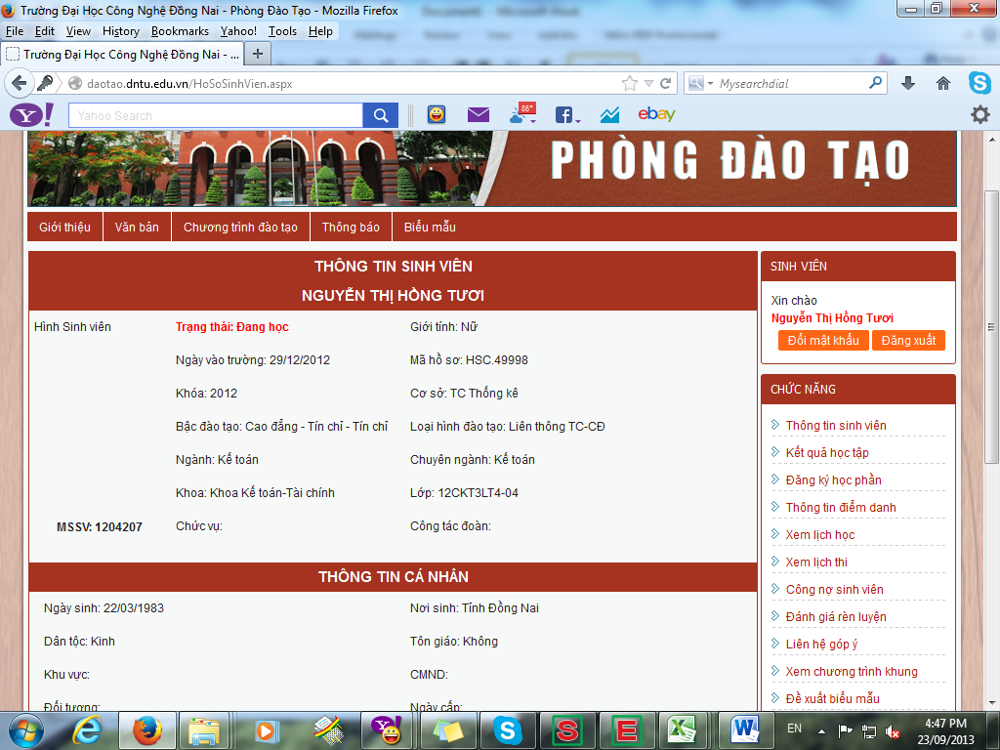 Trường Đại Học Công Nghệ Đồng Nai - Phòng Đào Tạo - Mozilla Firefox
File Edit View History Bookmarks Yahoo! Tools Help
Trường Đại Học Công Nghệ Đồng Nai - ...
daotao.dntu.edu.vn/HoSoSinhVien.aspx
Mysearchdial
Yahoo Search
86°
ebay
PHÒNG ĐÀO TẠO
Giới thiệu
Văn bản
Chương trình đào tạo
Thông báo
Biểu mẫu
THÔNG TIN SINH VIÊN
NGUYỄN THỊ HỒNG TƯƠI
Hình Sinh viên
Trạng thái: Đang học
Giới tính: Nữ
Ngày vào trường: 29/12/2012
Mã hồ sơ: HSC.49998
Khóa: 2012
Cơ sở: TC Thống kê
Bậc đào tạo: Cao đẳng - Tín chỉ - Tín chỉ
Loại hình đào tạo: Liên thông TC-CĐ
Ngành: Kế toán
Chuyên ngành: Kế toán
Khoa: Khoa Kế toán-Tài chính
Lớp: 12CKT3LT4-04
MSSV: 1204207
Chức vụ:
Công tác đoàn:
THÔNG TIN CÁ NHÂN
Ngày sinh: 22/03/1983
Nơi sinh: Tỉnh Đồng Nai
Dân tộc: Kinh
Tôn giáo: Không
Khu vực:
CMND:
Đối tượng:
Ngày cấp:
SINH VIÊN
Xin chào
Nguyễn Thị Hồng Tươi
Đổi mật khẩu
Đăng xuất
CHỨC NĂNG
Thông tin sinh viên
Kết quả học tập
Đăng ký học phần
Thông tin điểm danh
Xem lịch học
Xem lịch thi
Công nợ sinh viên
Đánh giá rèn luyện
Liên hệ góp ý
Xem chương trình khung
Đề xuất biểu mẫu
EN
4:47 PM
23/09/2013